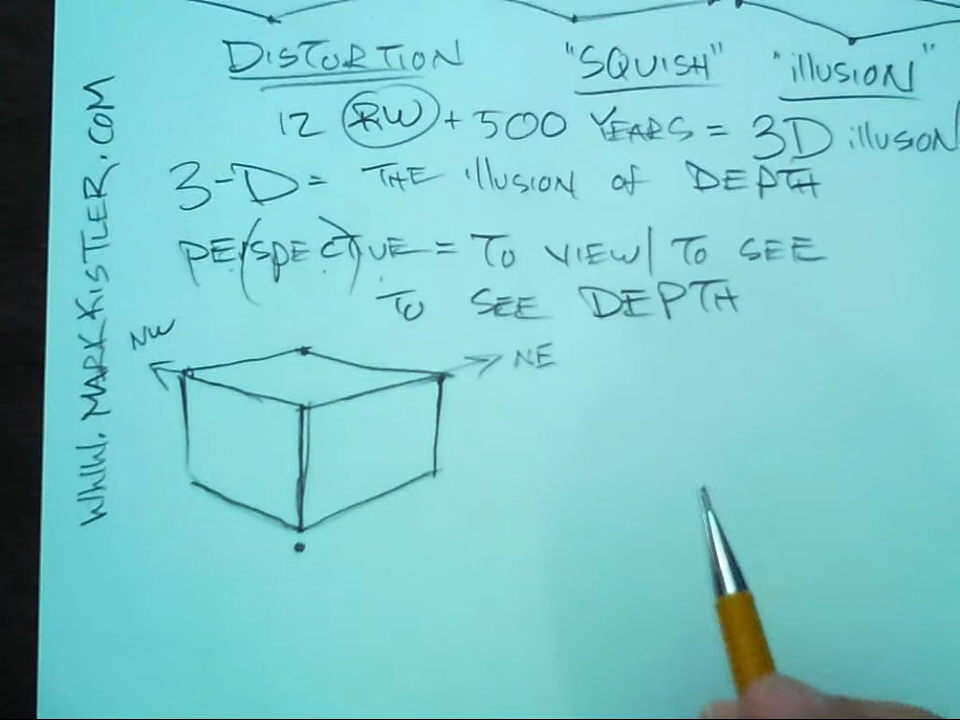 DISTORTION "SQUISH" "illUSION"
12 RW + 500 YEARS = 3D illUSON
3-D = THE illUSION of DEPTH
PERSPECTIVE = TO VIEW/TO SEE
TO SEE DEPTH
NW
NE
WWW.MARKKISTLER.COM